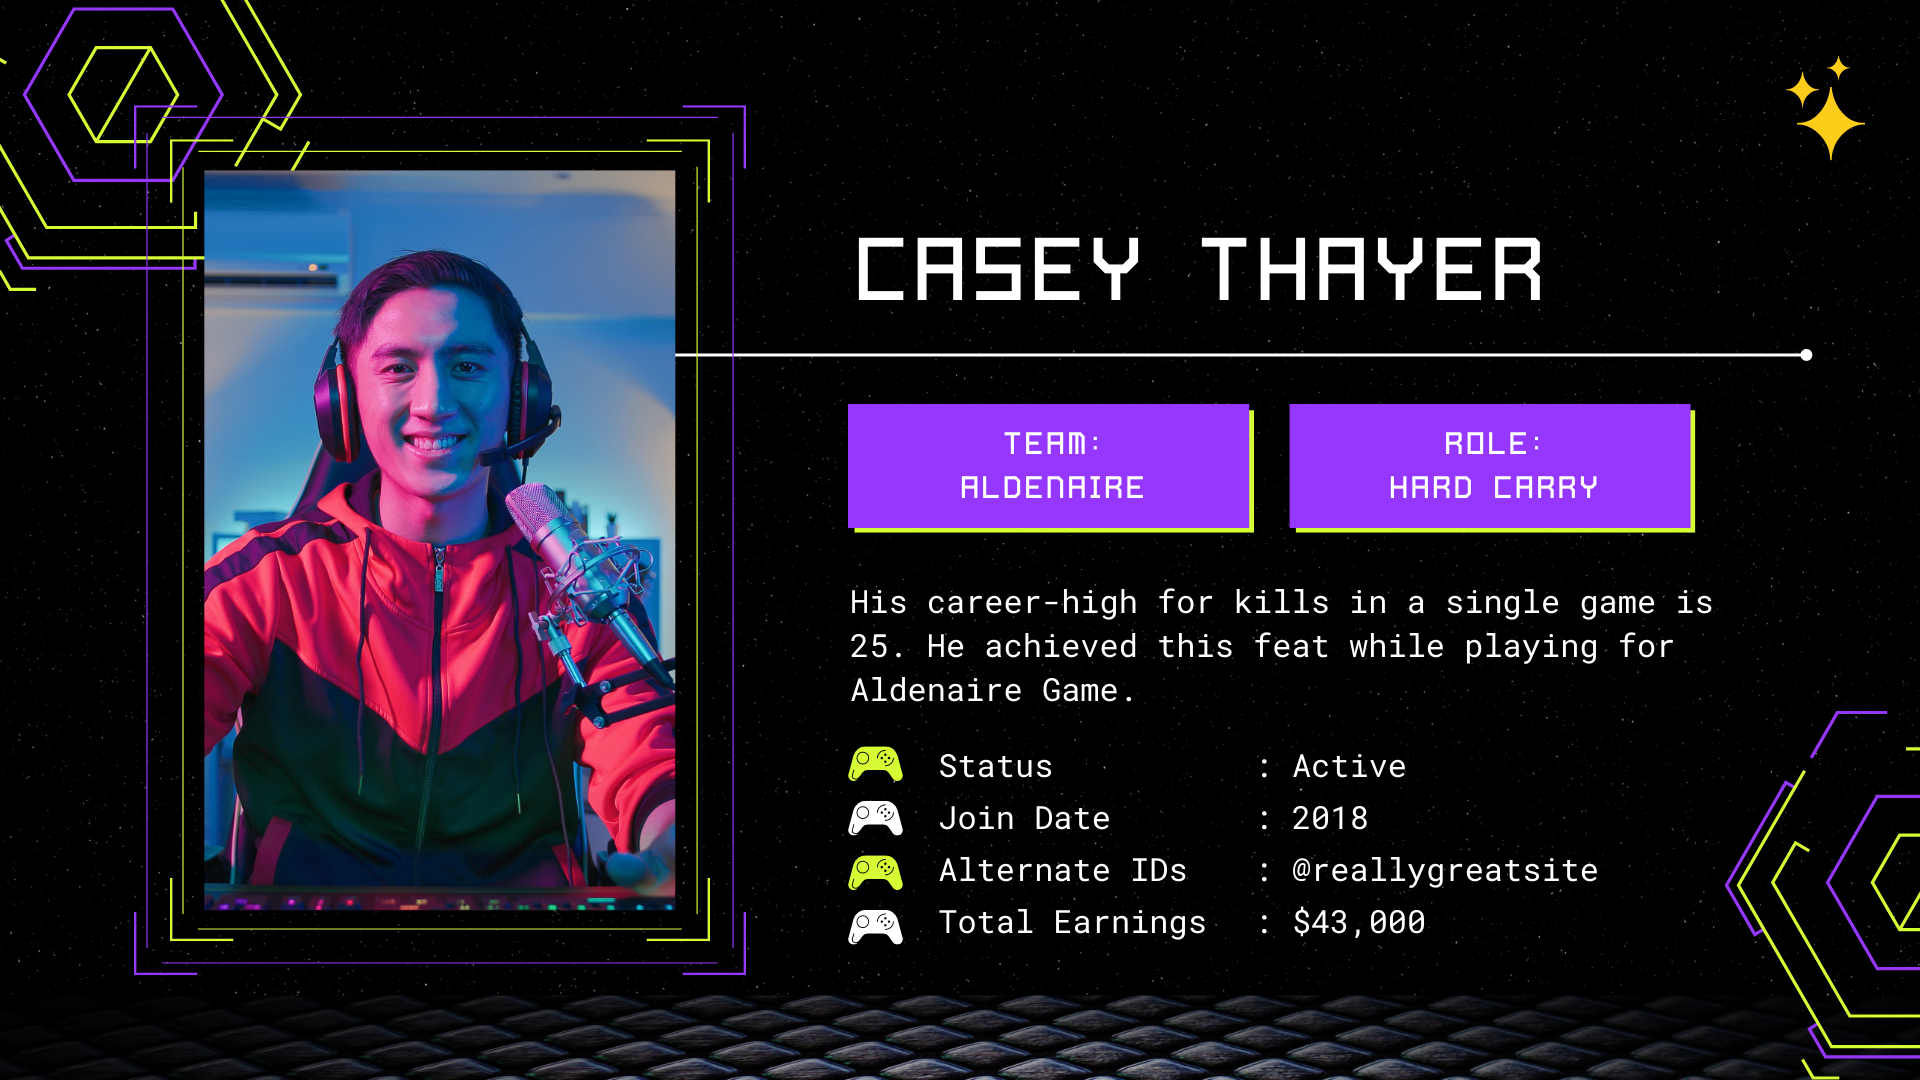 CASEY THAYER
TEAM:
ALDENAIRE
ROLE:
HARD CARRY
His career-high for kills in a single game is
25. He achieved this feat while playing for
Aldenaire Game.
Status : Active
Join Date : 2018
Alternate IDs : @reallygreatsite
Total Earnings : $43,000